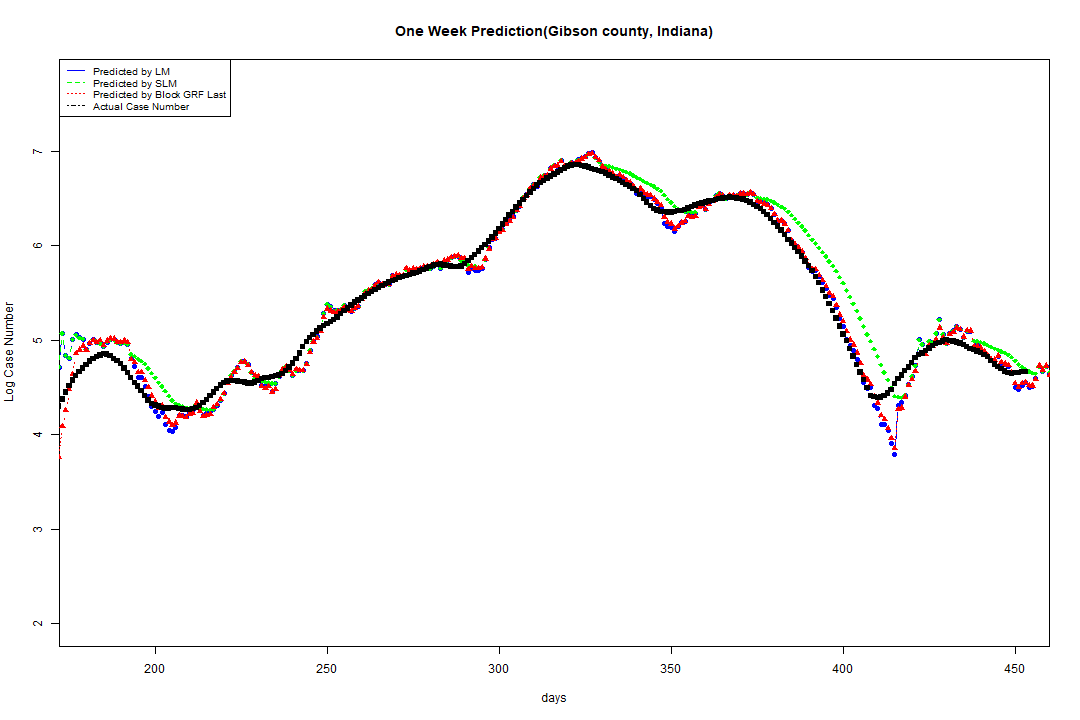 One Week Prediction(Gibson county, Indiana)
Predicted by LM
Predicted by SLM
Predicted by Block GRF Last
Actual Case Number
7
6
5
4
3
2
Log Case Number
200 250 300 350 400 450
days